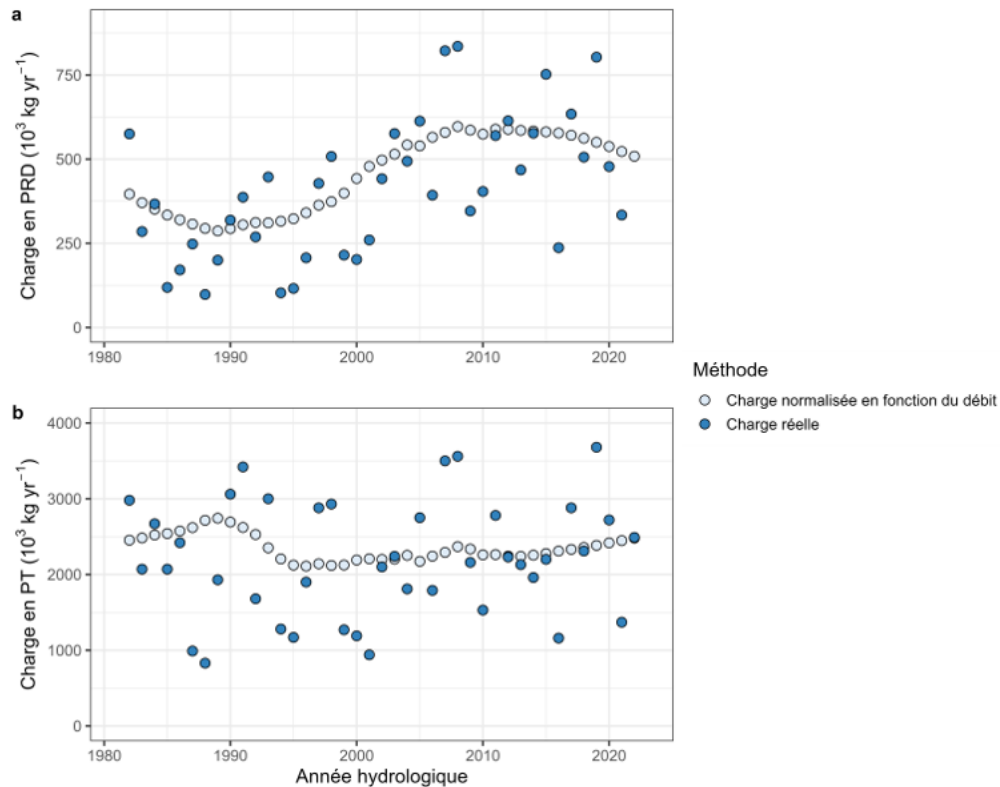 a
Charge en PRD (10³ kg yr⁻¹)
750
500
250
0
1980
1990
2000
2010
2020
Méthode
Charge normalisée en fonction du débit
Charge réelle
b
Charge en PT (10³ kg yr⁻¹)
4000
3000
2000
1000
0
1980
1990
2000
2010
2020
Année hydrologique